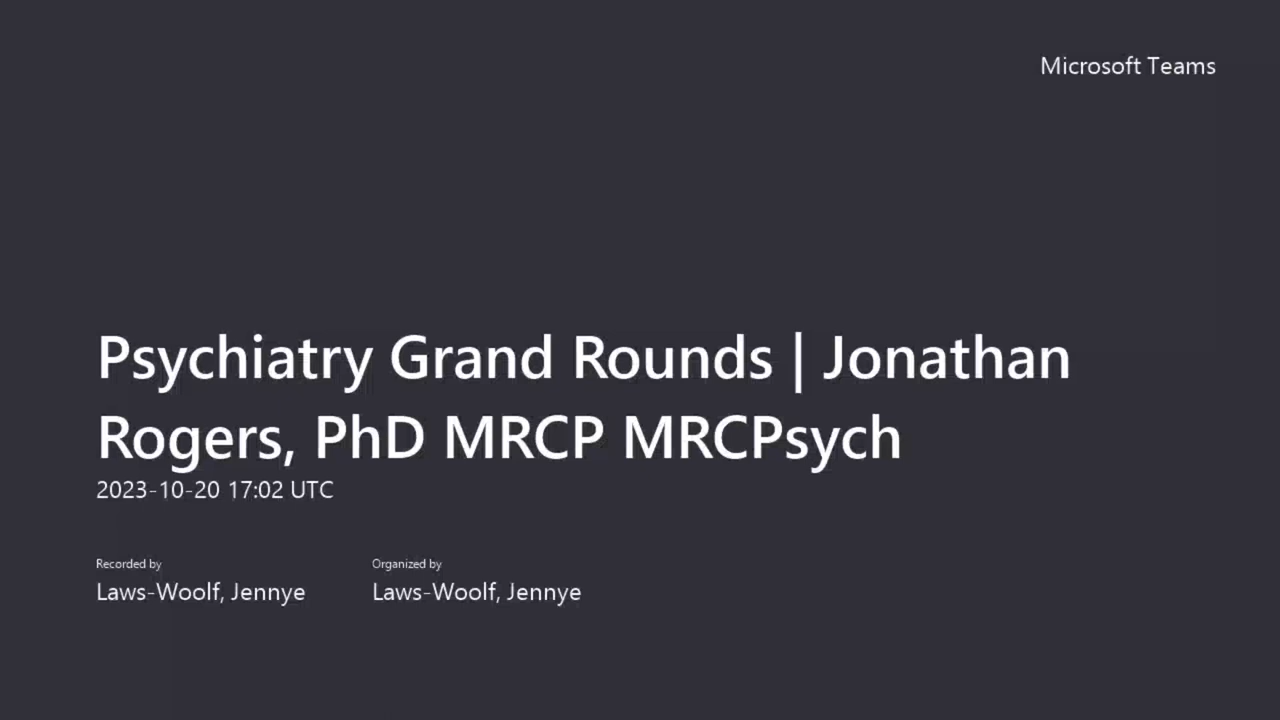 Microsoft Teams
Psychiatry Grand Rounds | Jonathan
Rogers, PhD MRCP MRCPsych
2023-10-20 17:02 UTC
Recorded by
Organized by
Laws-Woolf, Jennye
Laws-Woolf, Jennye